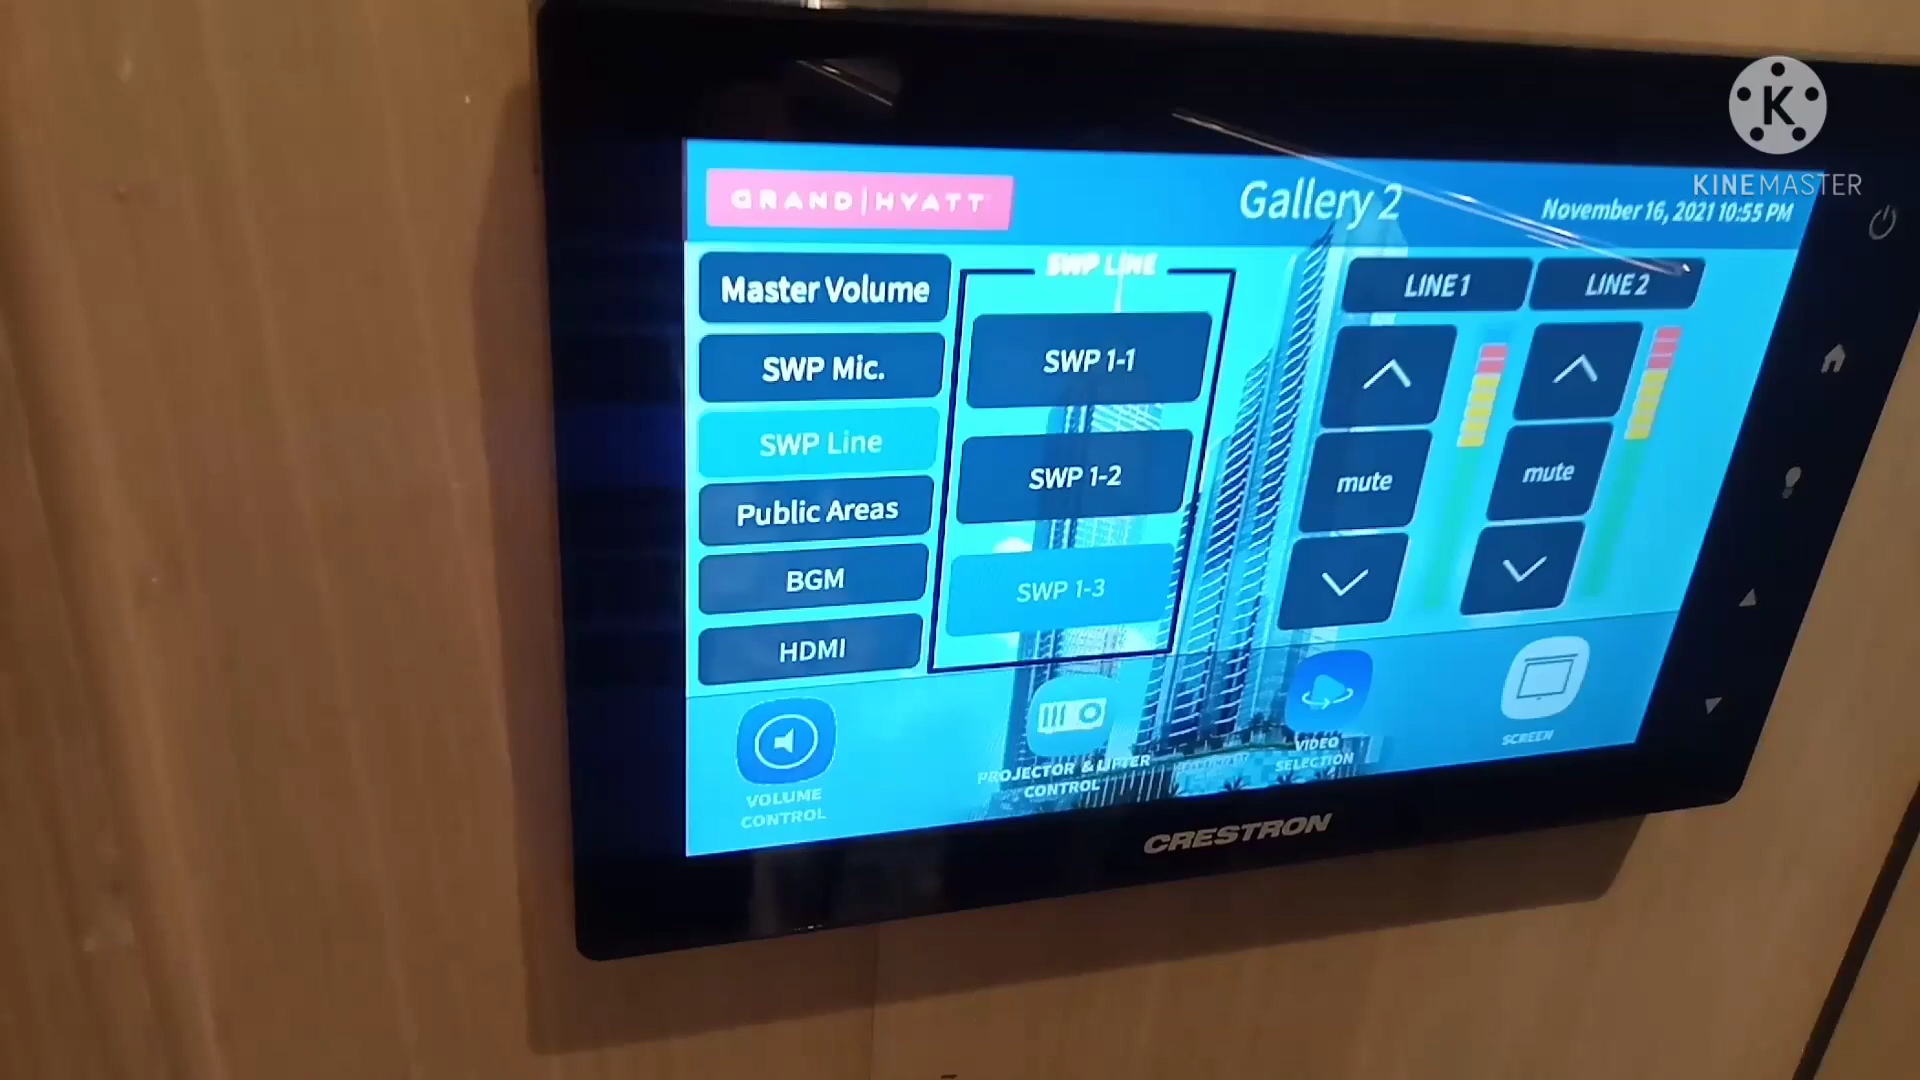 K
KINEMASTER
GRAND | HYATT
Gallery 2
November 16, 2021 10:55 PM
Master Volume
SWP Mic.
SWP Line
Public Areas
BGM
HDMI
SWP LINE
SWP 1-1
SWP 1-2
SWP 1-3
LINE 1
LINE 2
mute
mute
VOLUME
CONTROL
PROJECTOR & LIFTER
CONTROL
VIDEO
SELECTION
SCREEN
CRESTRON